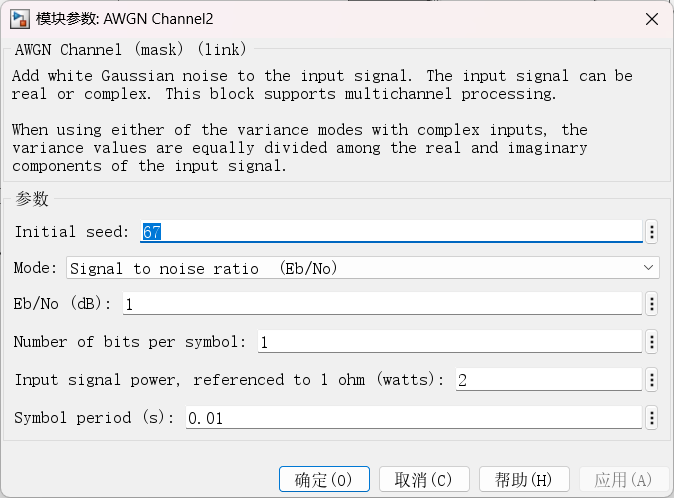 模块参数: AWGN Channel2
AWGN Channel (mask) (link)
Add white Gaussian noise to the input signal. The input signal can be
real or complex. This block supports multichannel processing.
When using either of the variance modes with complex inputs, the
variance values are equally divided among the real and imaginary
components of the input signal.
参数
Initial seed: 67
Mode: Signal to noise ratio  (Eb/No)
Eb/No (dB): 1
Number of bits per symbol: 1
Input signal power, referenced to 1 ohm (watts): 2
Symbol period (s): 0.01
确定(O) 取消(C) 帮助(H) 应用(A)